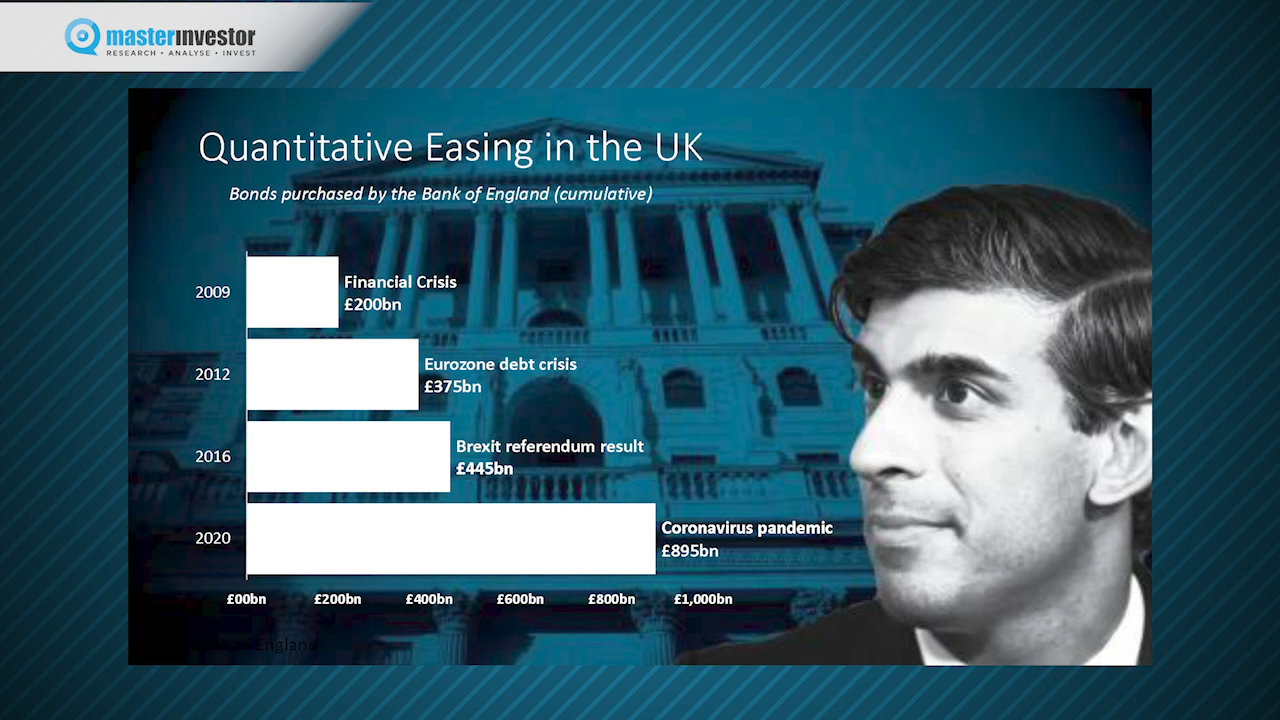 masterinvestor
RESEARCH • ANALYSE • INVEST
Quantitative Easing in the UK
Bonds purchased by the Bank of England (cumulative)
2009
Financial Crisis
£200bn
2012
Eurozone debt crisis
£375bn
2016
Brexit referendum result
£445bn
2020
Coronavirus pandemic
£895bn
£00bn £200bn £400bn £600bn £800bn £1,000bn
England